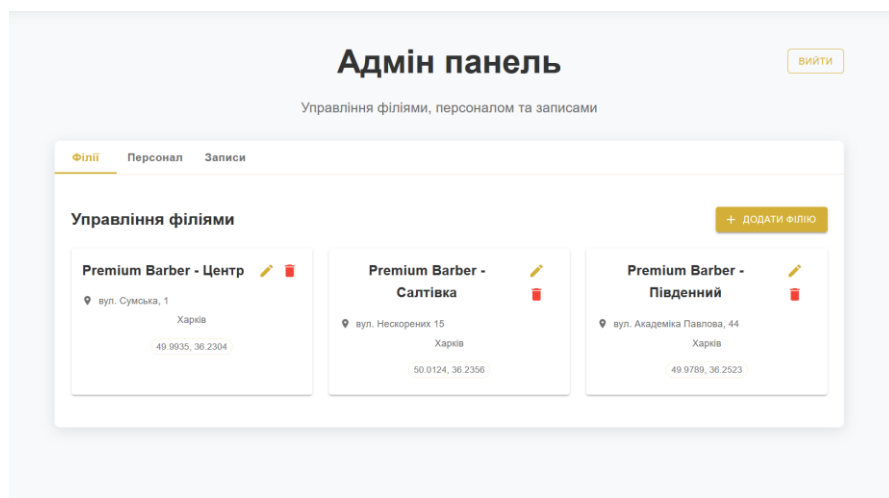 Адмін панель
ВИЙТИ
Управління філіями, персоналом та записами
Філії
Персонал
Записи
Управління філіями
+ ДОДАТИ ФІЛІЮ
Premium Barber - Центр
вул. Сумська, 1
Харків
49.9935, 36.2304
Premium Barber -
Салтівка
вул. Нескорених 15
Харків
50.0124, 36.2356
Premium Barber -
Південний
вул. Академіка Павлова, 44
Харків
49.9789, 36.2523